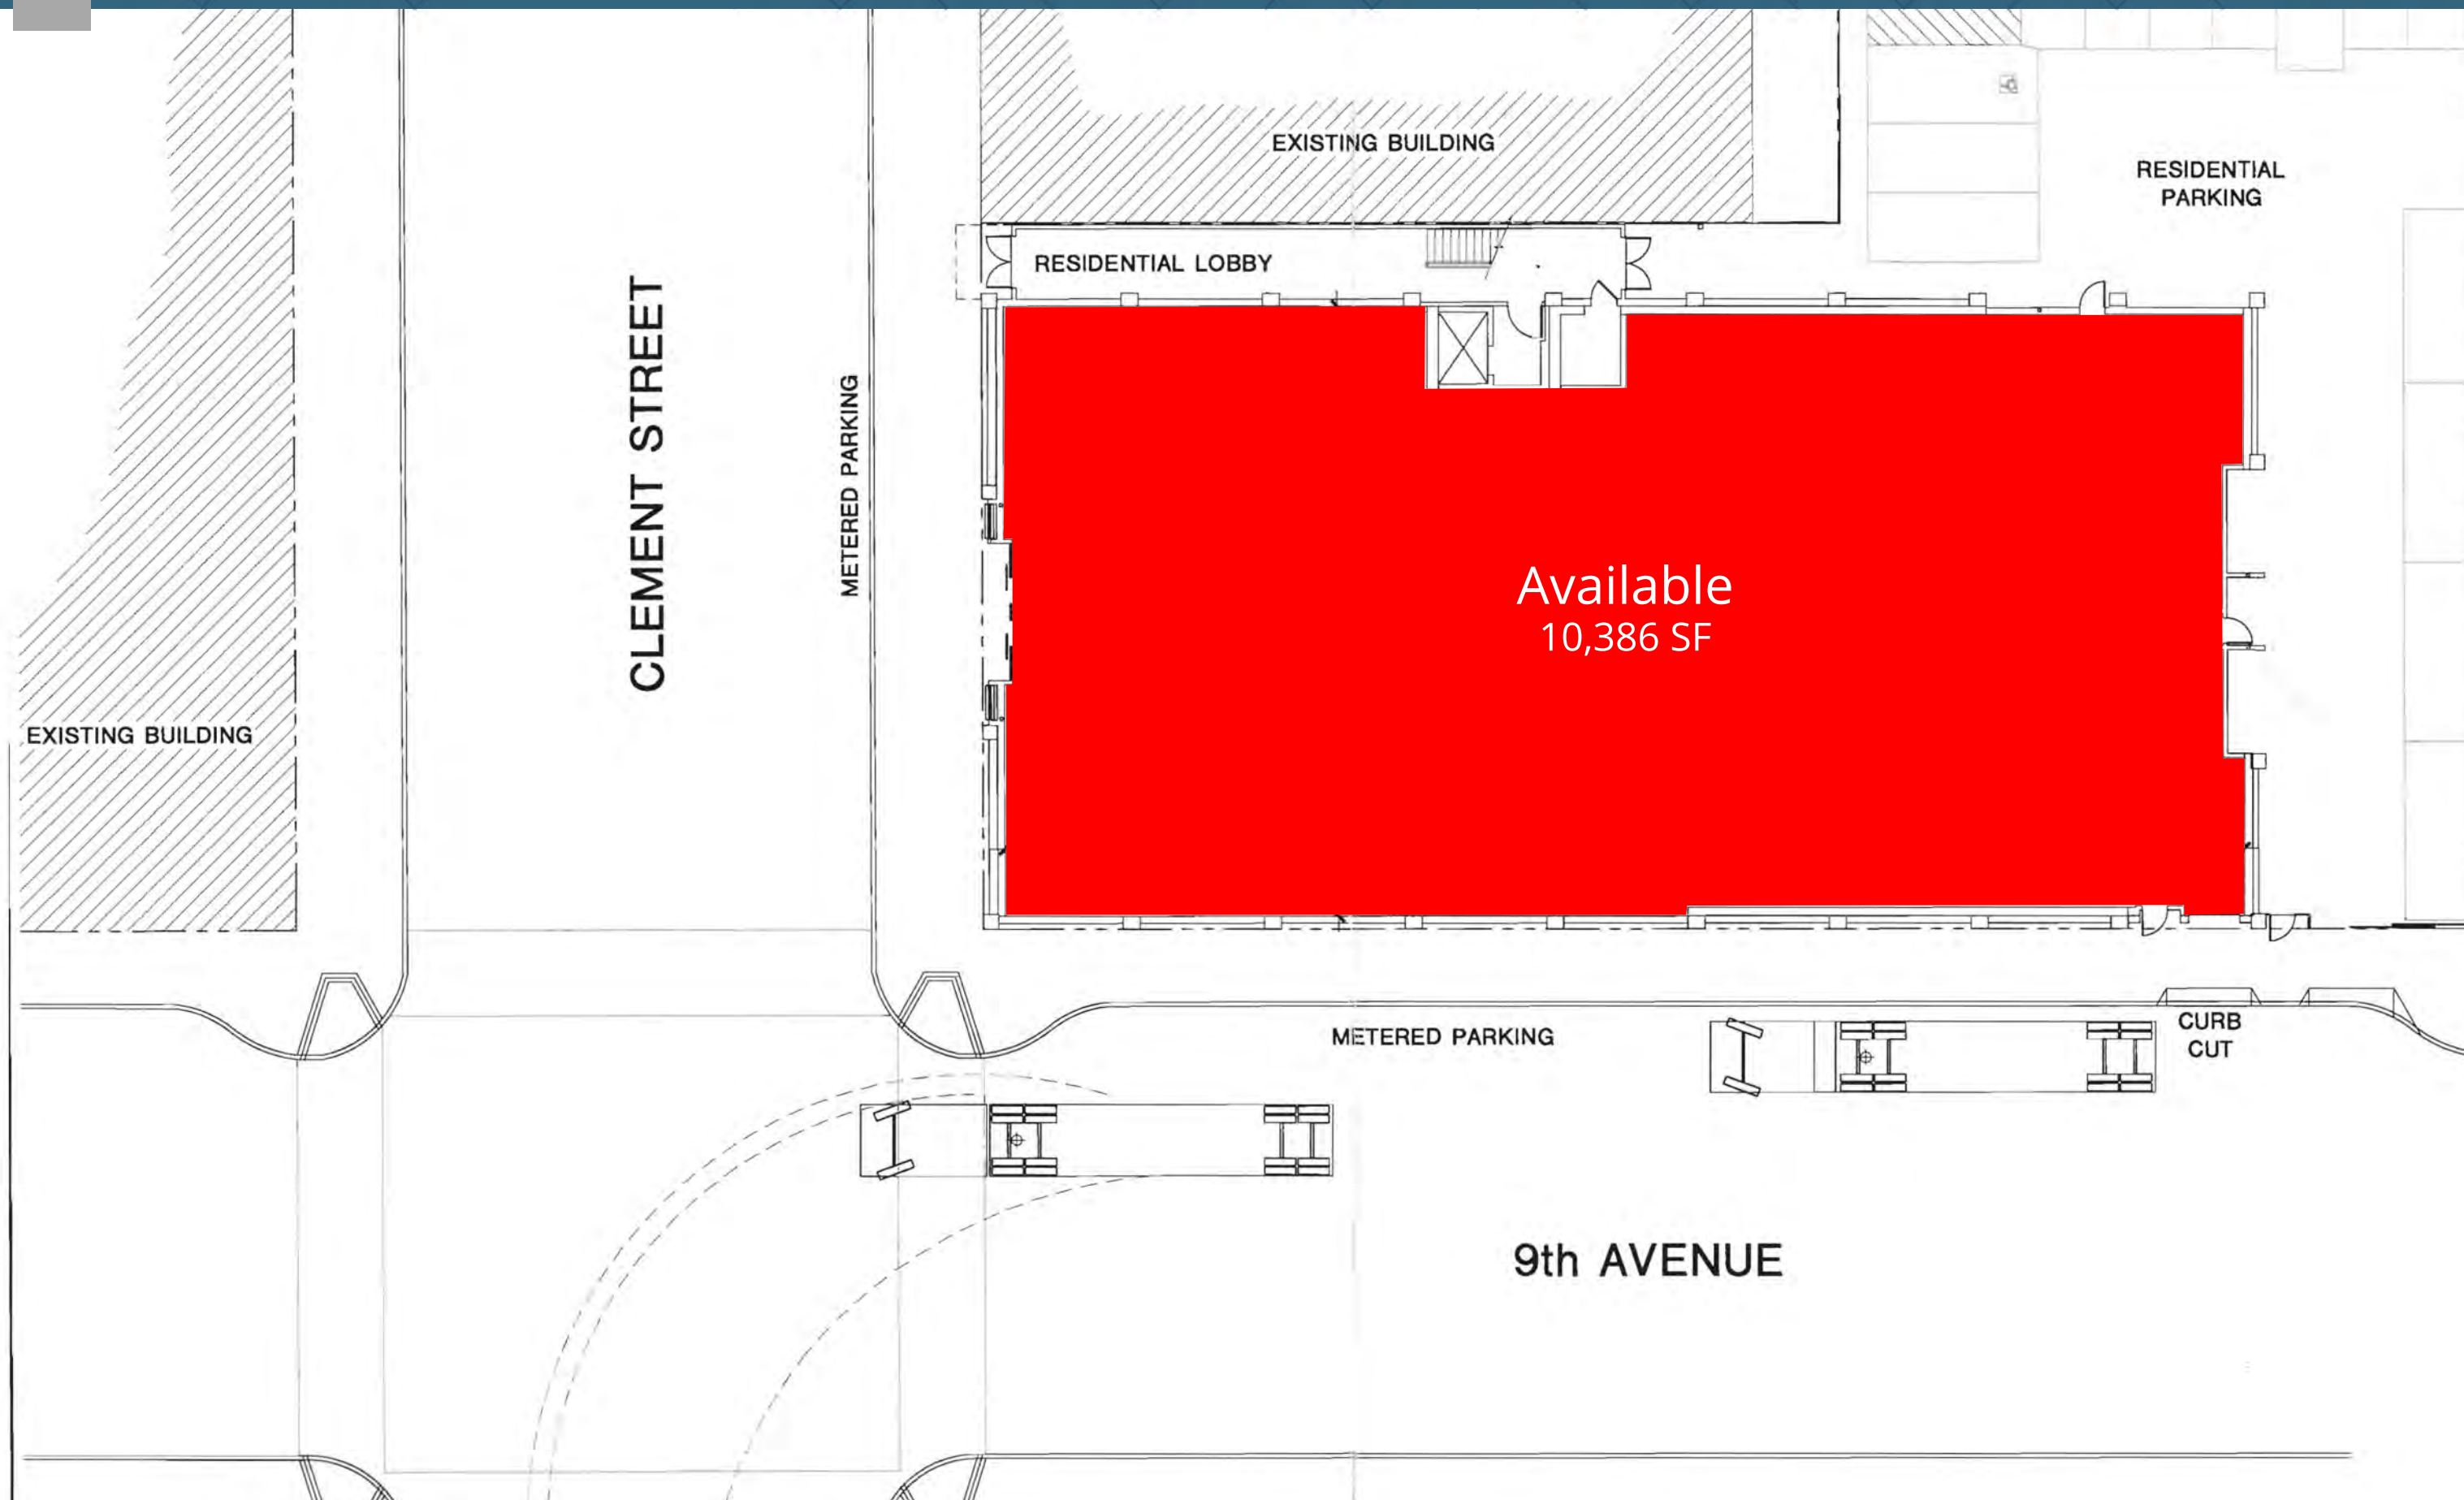 EXISTING BUILDING
RESIDENTIAL
PARKING
RESIDENTIAL LOBBY
CLEMENT STREET
METERED PARKING
Available
10,386 SF
EXISTING BUILDING
METERED PARKING
CURB
CUT
9th AVENUE